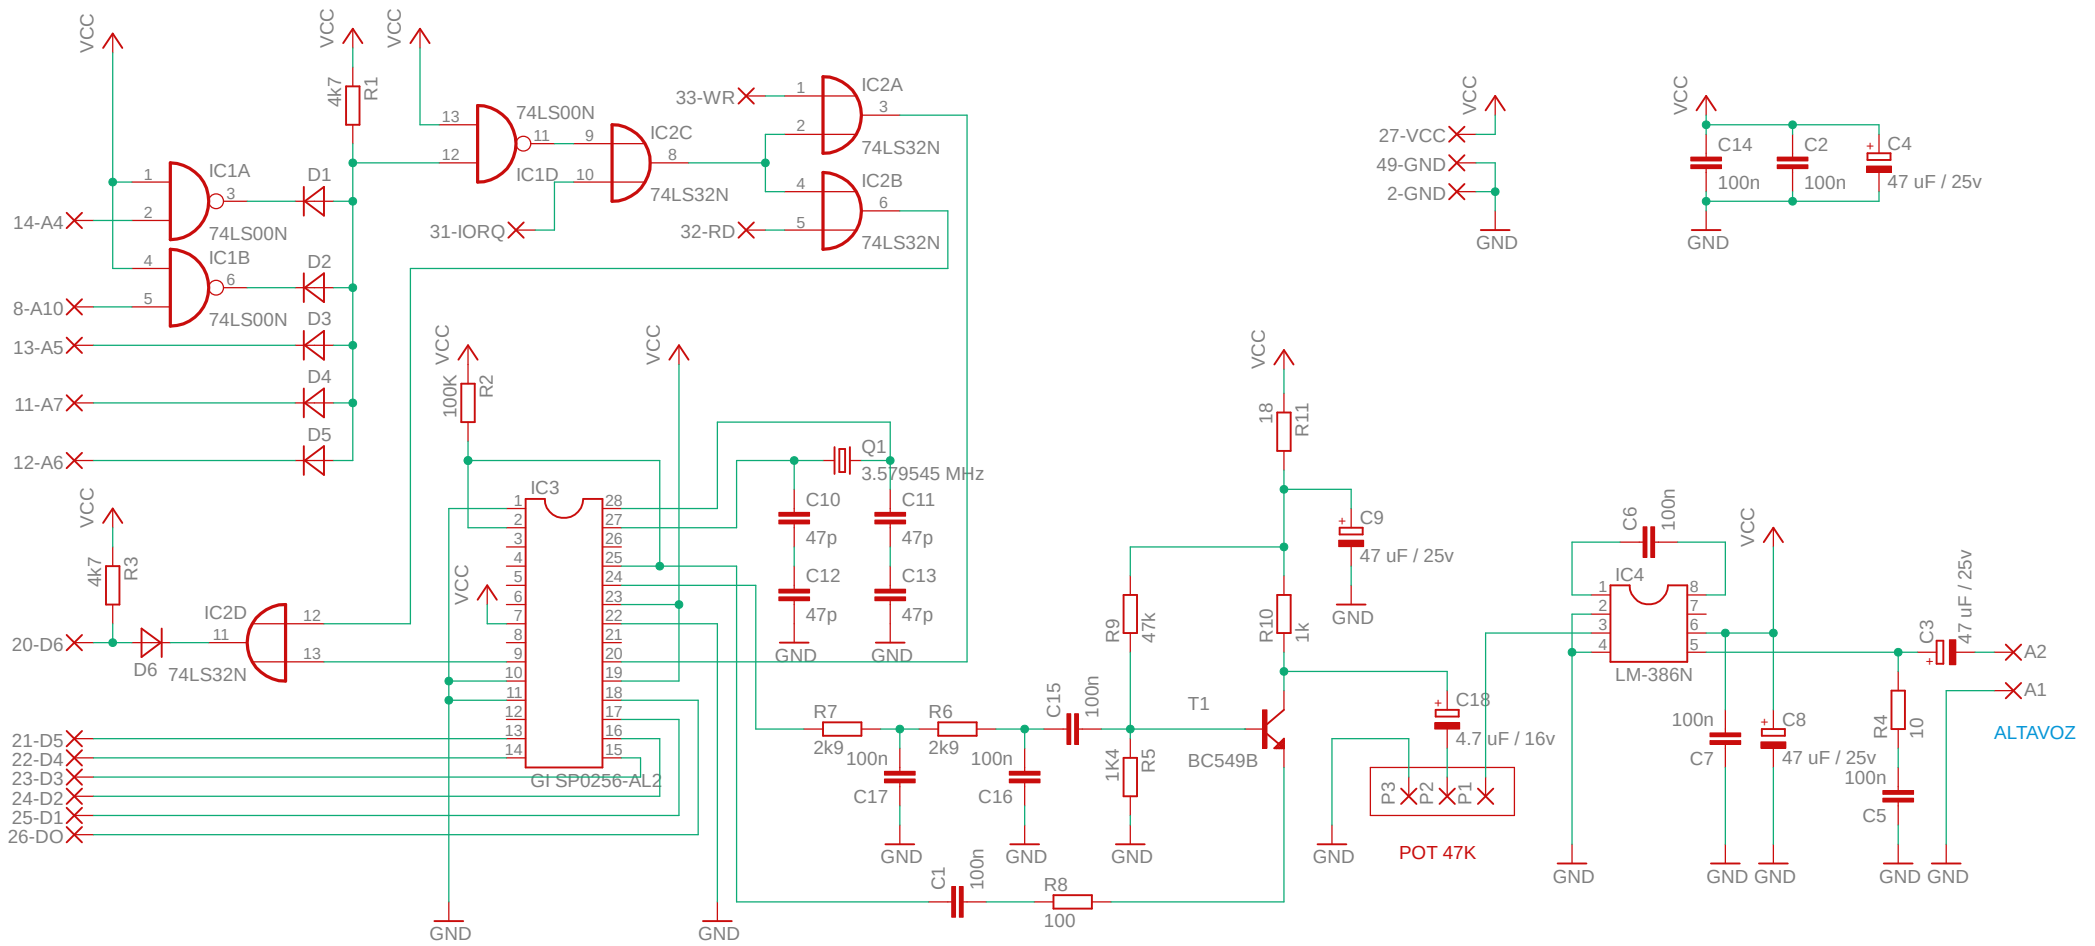 VCC
VCC
VCC
4k7
R1
14-A4
1
2
IC1A
3
74LS00N
D1
8-A10
4
5
IC1B
6
74LS00N
D2
13-A5
D3
11-A7
D4
12-A6
D5
13
12
74LS00N
11
IC1D
9
10
IC2C
8
74LS32N
31-IORQ
33-WR
1
2
IC2A
3
74LS32N
32-RD
4
5
IC2B
6
74LS32N
VCC
27-VCC
49-GND
2-GND
GND
VCC
C14
100n
C2
100n
+
C4
47 uF / 25v
GND
VCC
4k7
R3
20-D6
D6
IC2D
11
12
13
74LS32N
VCC
100K
R2
VCC
VCC
IC3
1
2
3
4
5
6
7
8
9
10
11
12
13
14
28
27
26
25
24
23
22
21
20
19
18
17
16
15
GI SP0256-AL2
21-D5
22-D4
23-D3
24-D2
25-D1
26-DO
GND
GND
Q1
3.579545 MHz
C10
47p
C11
47p
C12
47p
C13
47p
GND
GND
R7
2k9
R6
2k9
100n
C17
100n
C16
GND
GND
C15
100n
R9
47k
1K4
R5
GND
C1
100n
R8
100
VCC
18
R11
R10
1k
+
C9
47 uF / 25v
GND
T1
BC549B
+
C18
4.7 uF / 16v
P3
P2
P1
POT 47K
GND
C6
100n
IC4
1
2
3
4
8
7
6
5
LM-386N
GND
VCC
100n
C7
+
C8
47 uF / 25v
GND
GND
C3
+
47 uF / 25v
R4
10
100n
C5
GND
GND
A2
A1
ALTAVOZ